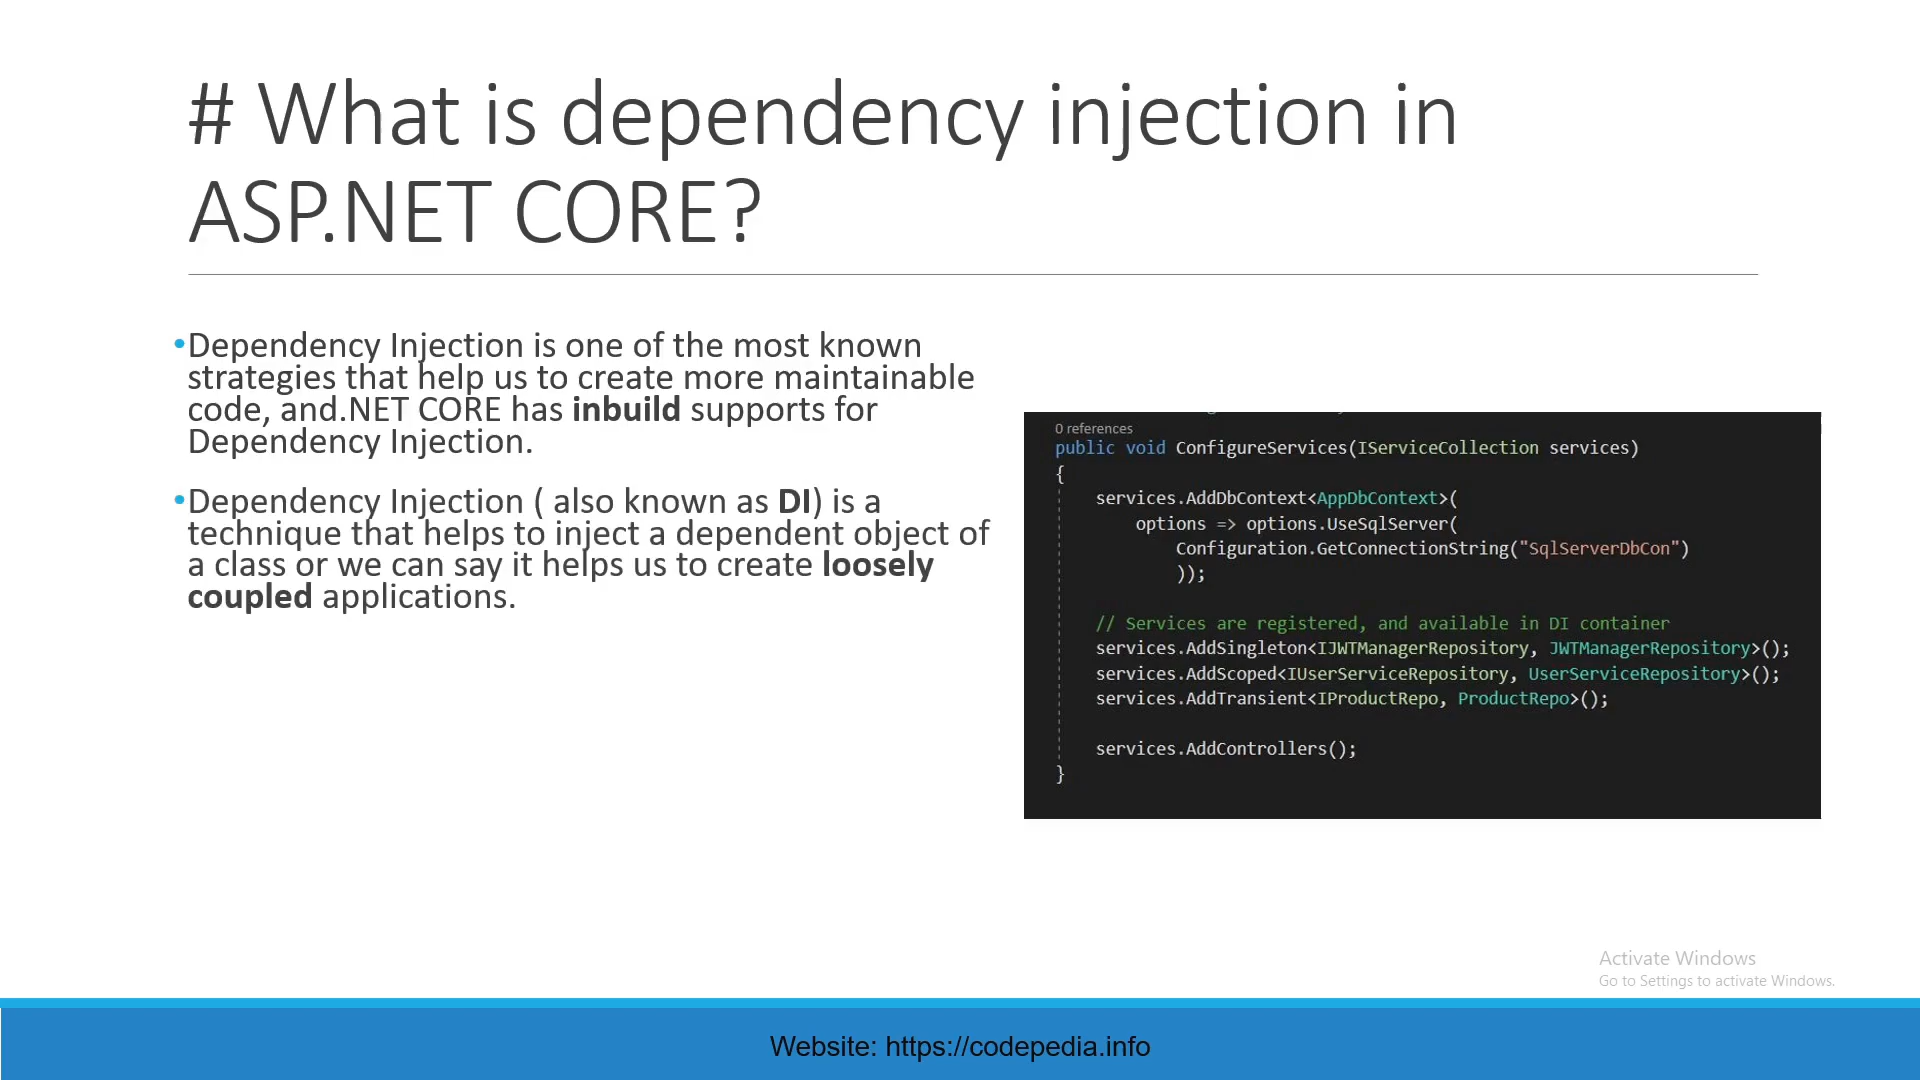 # What is dependency injection in
ASP.NET CORE?
•Dependency Injection is one of the most known
strategies that help us to create more maintainable
code, and.NET CORE has inbuild supports for
Dependency Injection.
•Dependency Injection ( also known as DI) is a
technique that helps to inject a dependent object of
a class or we can say it helps us to create loosely
coupled applications.
0 references
public void ConfigureServices(IServiceCollection services)
{
services.AddDbContext<AppDbContext>(
options => options.UseSqlServer(
Configuration.GetConnectionString("SqlServerDbCon")
));
// Services are registered, and available in DI container
services.AddSingleton<IJWTManagerRepository, JWTManagerRepository>();
services.AddScoped<IUserServiceRepository, UserServiceRepository>();
services.AddTransient<IProductRepo, ProductRepo>();
services.AddControllers();
}
Activate Windows
Go to Settings to activate Windows.
Website: https://codepedia.info